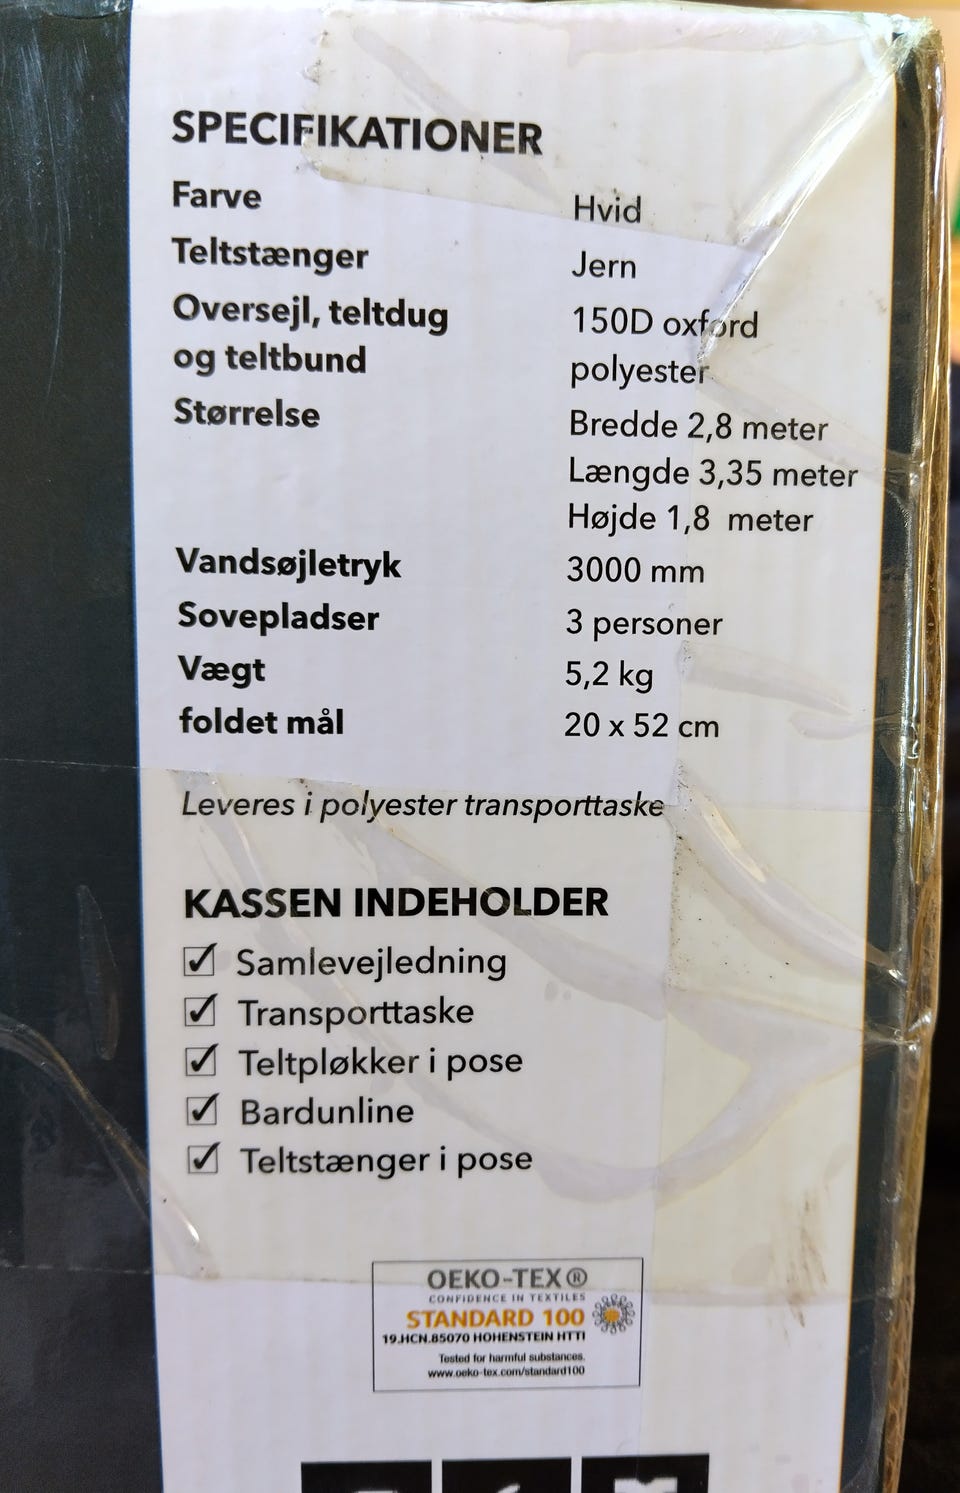 SPECIFIKATIONER
Farve Hvid
Teltstænger Jern
Oversejl, teltdug 150D oxford
og teltbund polyester
Størrelse Bredde 2,8 meter
Længde 3,35 meter
Højde 1,8 meter
Vandsøjletryk 3000 mm
Sovepladser 3 personer
Vægt 5,2 kg
foldet mål 20 x 52 cm
Leveres i polyester transporttaske
KASSEN INDEHOLDER
Samlevejledning
Transporttaske
Teltpløkker i pose
Bardunline
Teltstænger i pose
OEKO-TEX®
CONFIDENCE IN TEXTILES
STANDARD 100
19.HCN.85070 HOHENSTEIN HTTI
Tested for harmful substances.
www.oeko-tex.com/standard100